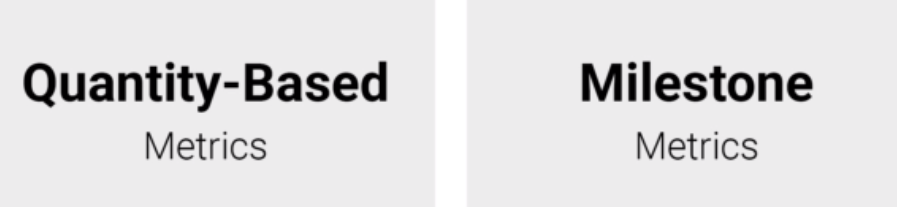 Quantity-Based
Metrics
Milestone
Metrics